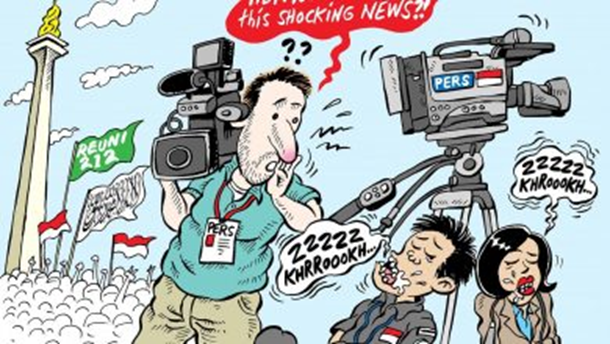 this SHOCKING NEWS?!
??
PERS
REUNI
212
PERS
ZZZZZ
KHRROOOKH...
ZZZZZ
KHROOOKH...